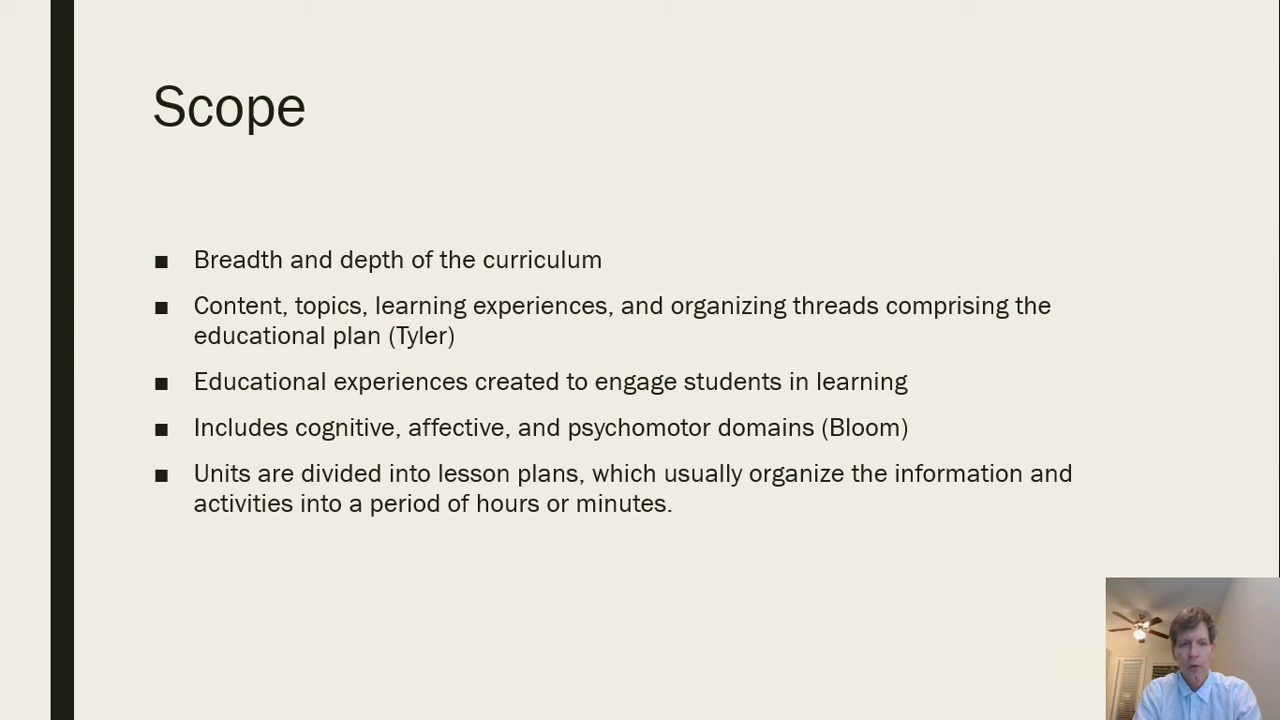 Scope
■ Breadth and depth of the curriculum
■ Content, topics, learning experiences, and organizing threads comprising the
educational plan (Tyler)
■ Educational experiences created to engage students in learning
■ Includes cognitive, affective, and psychomotor domains (Bloom)
■ Units are divided into lesson plans, which usually organize the information and
activities into a period of hours or minutes.